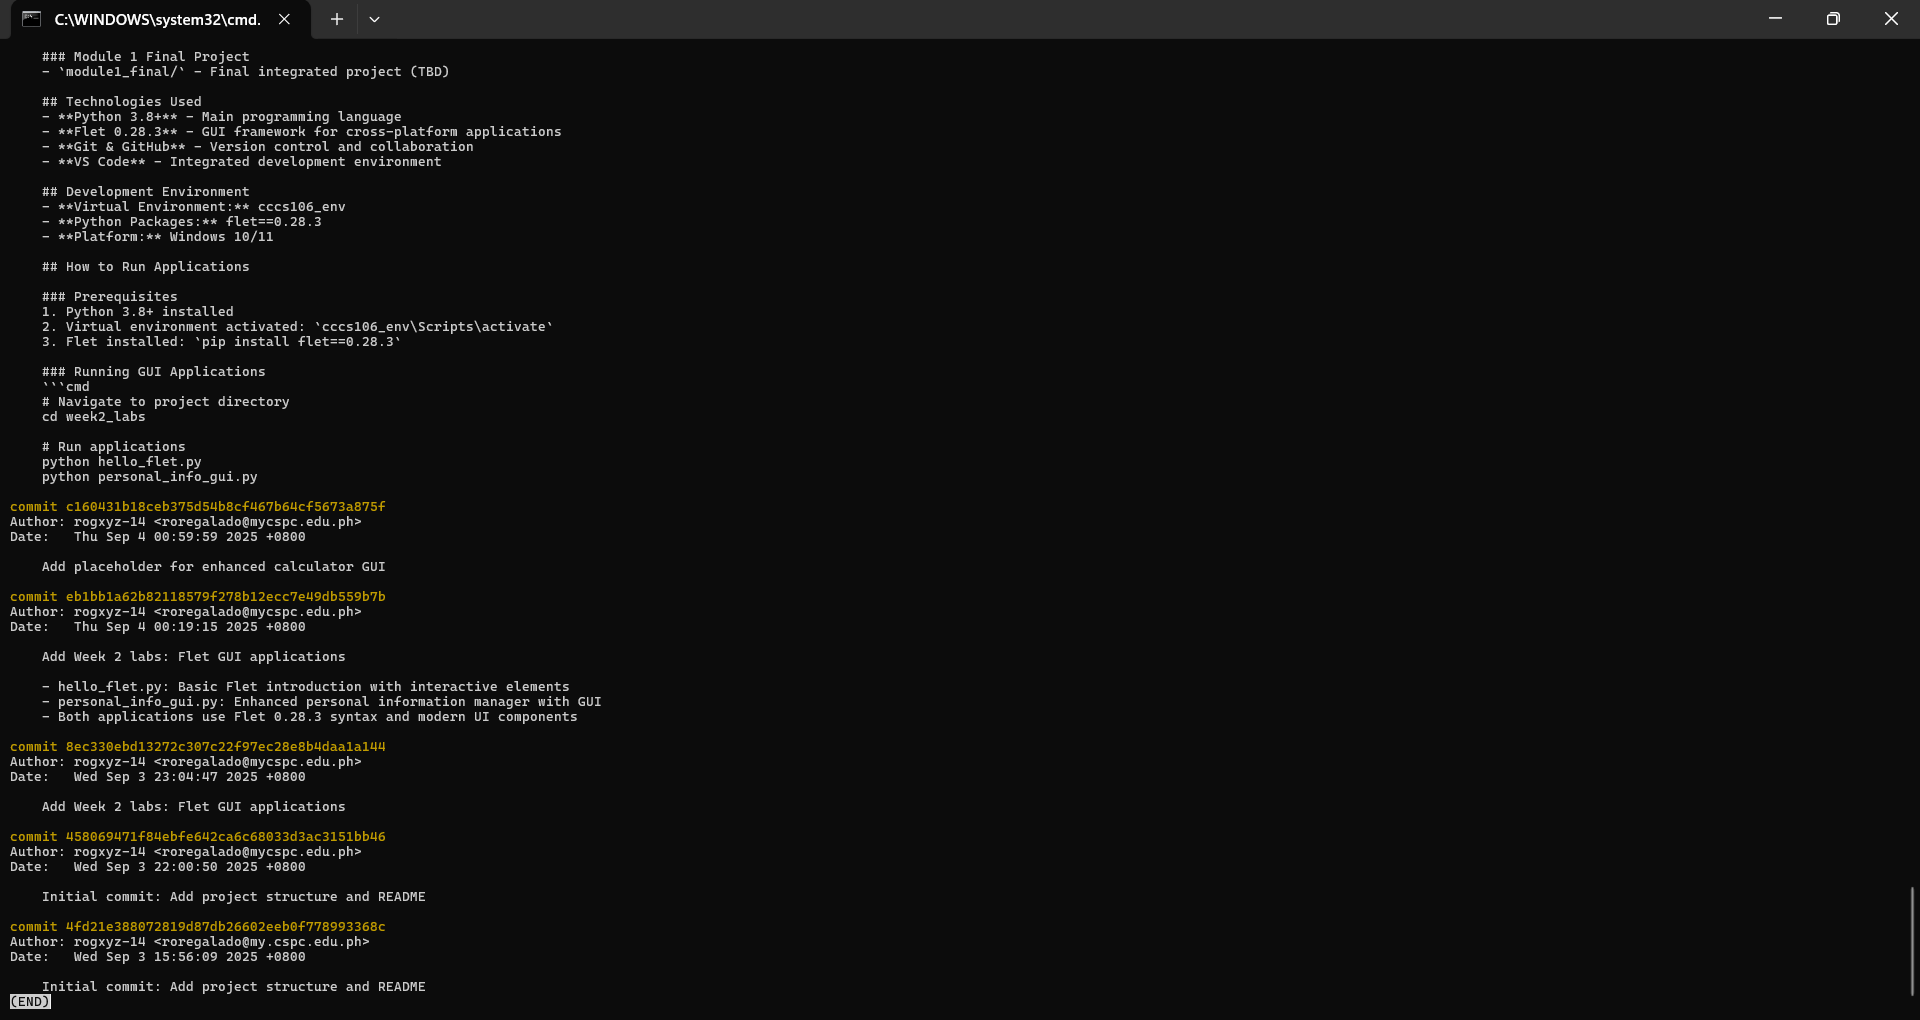 C:\WINDOWS\system32\cmd.
### Module 1 Final Project
- `module1_final/` - Final integrated project (TBD)
## Technologies Used
- **Python 3.8+** - Main programming language
- **Flet 0.28.3** - GUI framework for cross-platform applications
- **Git & GitHub** - Version control and collaboration
- **VS Code** - Integrated development environment
## Development Environment
- **Virtual Environment:** cccs106_env
- **Python Packages:** flet==0.28.3
- **Platform:** Windows 10/11
## How to Run Applications
### Prerequisites
1. Python 3.8+ installed
2. Virtual environment activated: `cccs106_env\Scripts\activate`
3. Flet installed: `pip install flet==0.28.3`
### Running GUI Applications
```cmd
# Navigate to project directory
cd week2_labs
# Run applications
python hello_flet.py
python personal_info_gui.py
commit c160431b18ceb375d54b8cf467b64cf5673a875f
Author: rogxyz-14 <roregalado@mycspc.edu.ph>
Date:   Thu Sep 4 00:59:59 2025 +0800
Add placeholder for enhanced calculator GUI
commit eb1bb1a62b82118579f278b12ecc7e49db559b7b
Author: rogxyz-14 <roregalado@mycspc.edu.ph>
Date:   Thu Sep 4 00:19:15 2025 +0800
Add Week 2 labs: Flet GUI applications
- hello_flet.py: Basic Flet introduction with interactive elements
- personal_info_gui.py: Enhanced personal information manager with GUI
- Both applications use Flet 0.28.3 syntax and modern UI components
commit 8ec330ebd13272c307c22f97ec28e8b4daa1a144
Author: rogxyz-14 <roregalado@mycspc.edu.ph>
Date:   Wed Sep 3 23:04:47 2025 +0800
Add Week 2 labs: Flet GUI applications
commit 458069471f84ebfe642ca6c68033d3ac3151bb46
Author: rogxyz-14 <roregalado@mycspc.edu.ph>
Date:   Wed Sep 3 22:00:50 2025 +0800
Initial commit: Add project structure and README
commit 4fd21e388072819d87db26602eeb0f778993368c
Author: rogxyz-14 <roregalado@my.cspc.edu.ph>
Date:   Wed Sep 3 15:56:09 2025 +0800
Initial commit: Add project structure and README
(END)